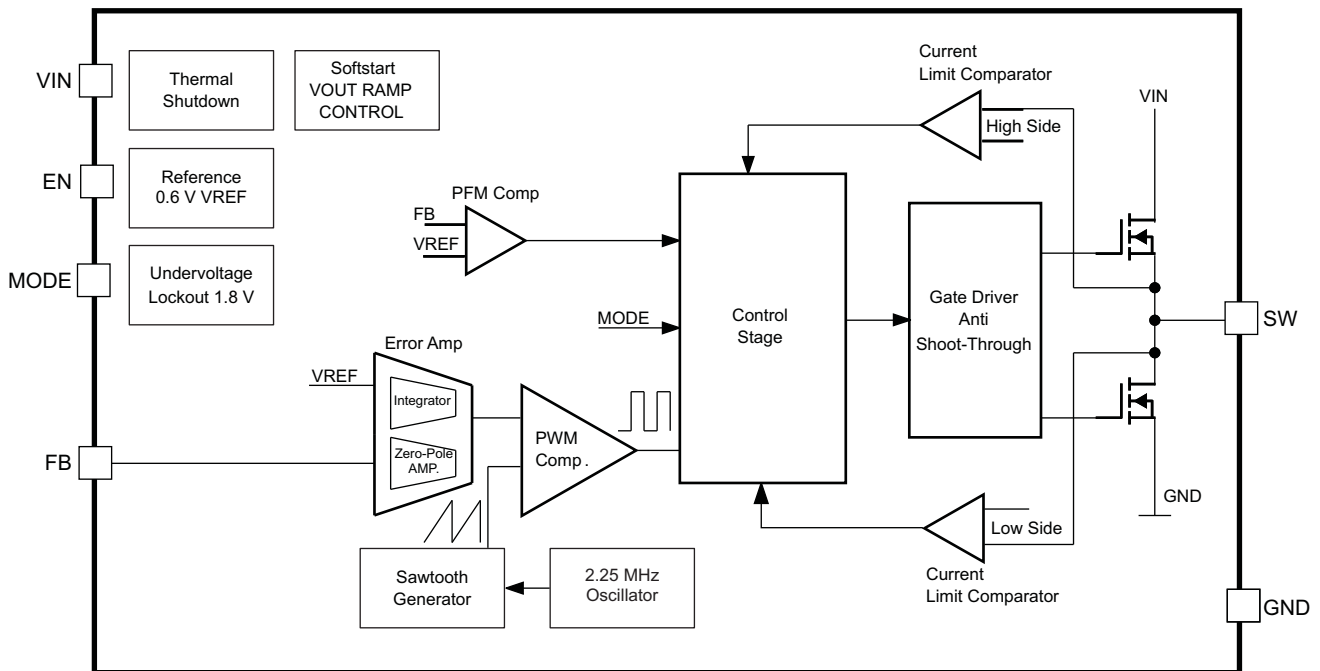 VIN
Thermal
Shutdown
Softstart
VOUT RAMP
CONTROL
Current
Limit Comparator
High Side
VIN
EN
Reference
0.6 V VREF
PFM Comp
FB
VREF
MODE
Undervoltage
Lockout 1.8 V
MODE
Control
Stage
Gate Driver
Anti
Shoot-Through
SW
Error Amp
VREF
Integrator
Zero-Pole
AMP.
PWM
Comp .
FB
GND
Low Side
Current
Limit Comparator
Sawtooth
Generator
2.25 MHz
Oscillator
GND